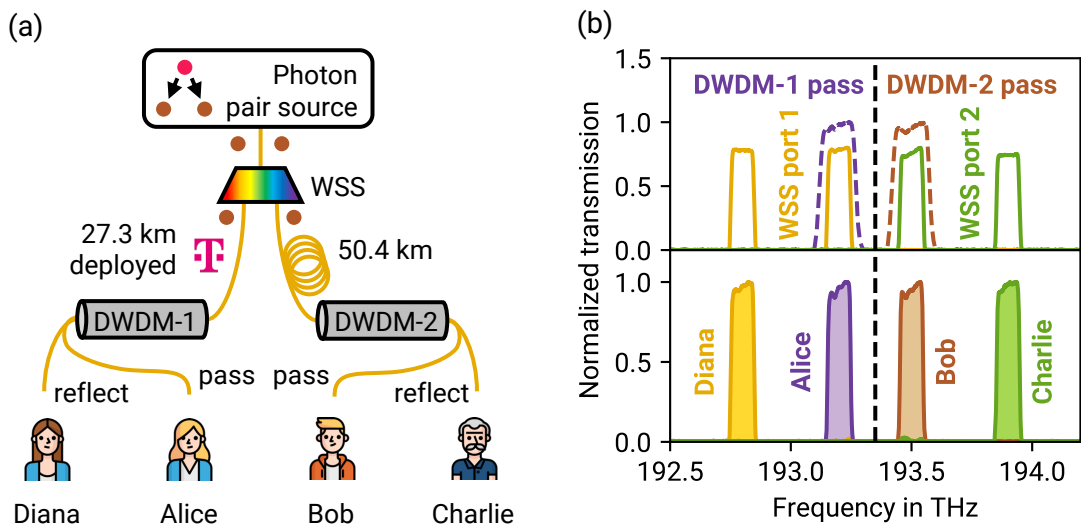 (a)
Photon
pair source
WSS
27.3 km
deployed
T
50.4 km
DWDM-1
DWDM-2
reflect
pass
pass
reflect
Diana
Alice
Bob
Charlie
(b)
Normalized transmission
1.5
1.0
0.5
0.0
DWDM-1 pass
DWDM-2 pass
WSS port 1
WSS port 2
1.0
0.5
0.0
Diana
Alice
Bob
Charlie
192.5
193.0
193.5
194.0
Frequency in THz